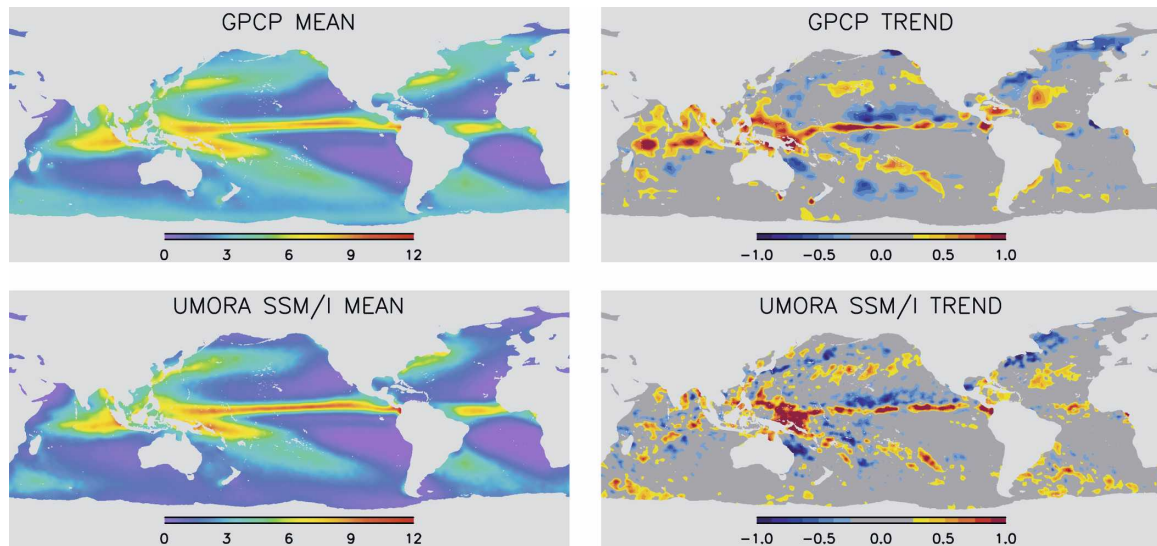 GPCP MEAN
GPCP TREND
0 3 6 9 12
-1.0 -0.5 0.0 0.5 1.0
UMORA SSM/I MEAN
UMORA SSM/I TREND
0 3 6 9 12
-1.0 -0.5 0.0 0.5 1.0